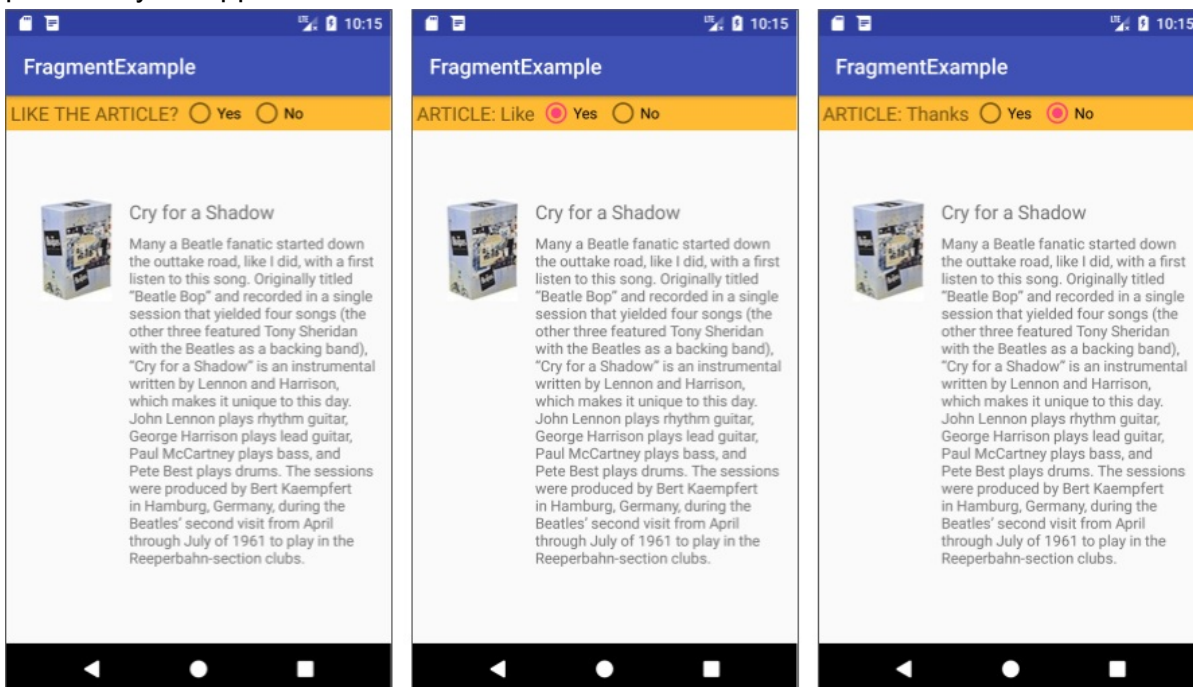 10:15
FragmentExample
LIKE THE ARTICLE? Yes No
Cry for a Shadow
Many a Beatle fanatic started down
the outtake road, like I did, with a first
listen to this song. Originally titled
"Beatle Bop" and recorded in a single
session that yielded four songs (the
other three featured Tony Sheridan
with the Beatles as a backing band),
“Cry for a Shadow” is an instrumental
written by Lennon and Harrison,
which makes it unique to this day.
John Lennon plays rhythm guitar,
George Harrison plays lead guitar,
Paul McCartney plays bass, and
Pete Best plays drums. The sessions
were produced by Bert Kaempfert
in Hamburg, Germany, during the
Beatles’ second visit from April
through July of 1961 to play in the
Reeperbahn-section clubs.
LTE 10:15
FragmentExample
ARTICLE: Like Yes No
Cry for a Shadow
Many a Beatle fanatic started down
the outtake road, like I did, with a first
listen to this song. Originally titled
"Beatle Bop" and recorded in a single
session that yielded four songs (the
other three featured Tony Sheridan
with the Beatles as a backing band),
“Cry for a Shadow” is an instrumental
written by Lennon and Harrison,
which makes it unique to this day.
John Lennon plays rhythm guitar,
George Harrison plays lead guitar,
Paul McCartney plays bass, and
Pete Best plays drums. The sessions
were produced by Bert Kaempfert
in Hamburg, Germany, during the
Beatles’ second visit from April
through July of 1961 to play in the
Reeperbahn-section clubs.
LTE 10:15
FragmentExample
ARTICLE: Thanks Yes No
Cry for a Shadow
Many a Beatle fanatic started down
the outtake road, like I did, with a first
listen to this song. Originally titled
"Beatle Bop" and recorded in a single
session that yielded four songs (the
other three featured Tony Sheridan
with the Beatles as a backing band),
“Cry for a Shadow” is an instrumental
written by Lennon and Harrison,
which makes it unique to this day.
John Lennon plays rhythm guitar,
George Harrison plays lead guitar,
Paul McCartney plays bass, and
Pete Best plays drums. The sessions
were produced by Bert Kaempfert
in Hamburg, Germany, during the
Beatles’ second visit from April
through July of 1961 to play in the
Reeperbahn-section clubs.